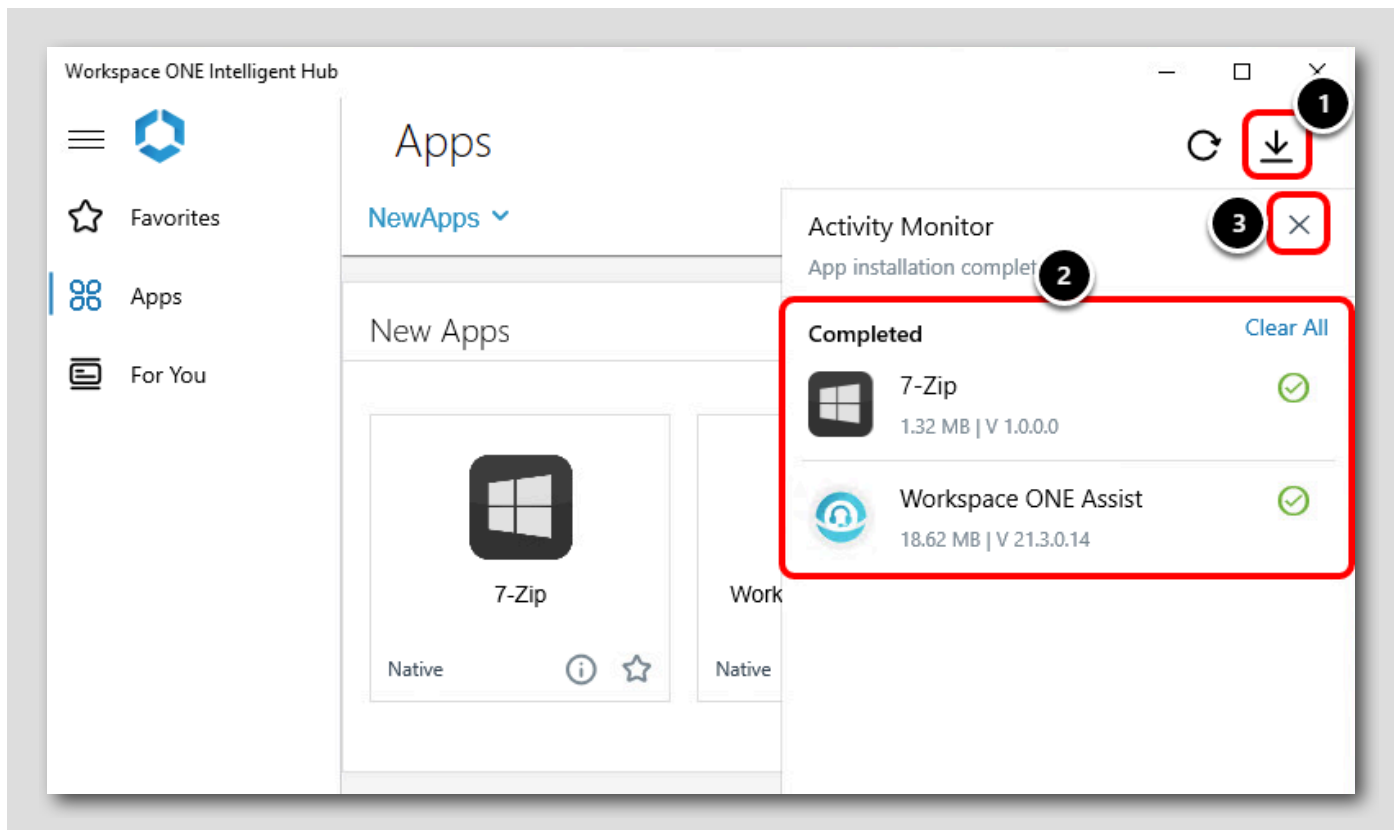 Workspace ONE Intelligent Hub
1
Apps
Favorites
NewApps
Activity Monitor
3
App installation complet
2
Apps
New Apps
Completed
Clear All
For You
7-Zip
1.32 MB | V 1.0.0.0
Workspace ONE Assist
18.62 MB | V 21.3.0.14
7-Zip
Work
Native
Native